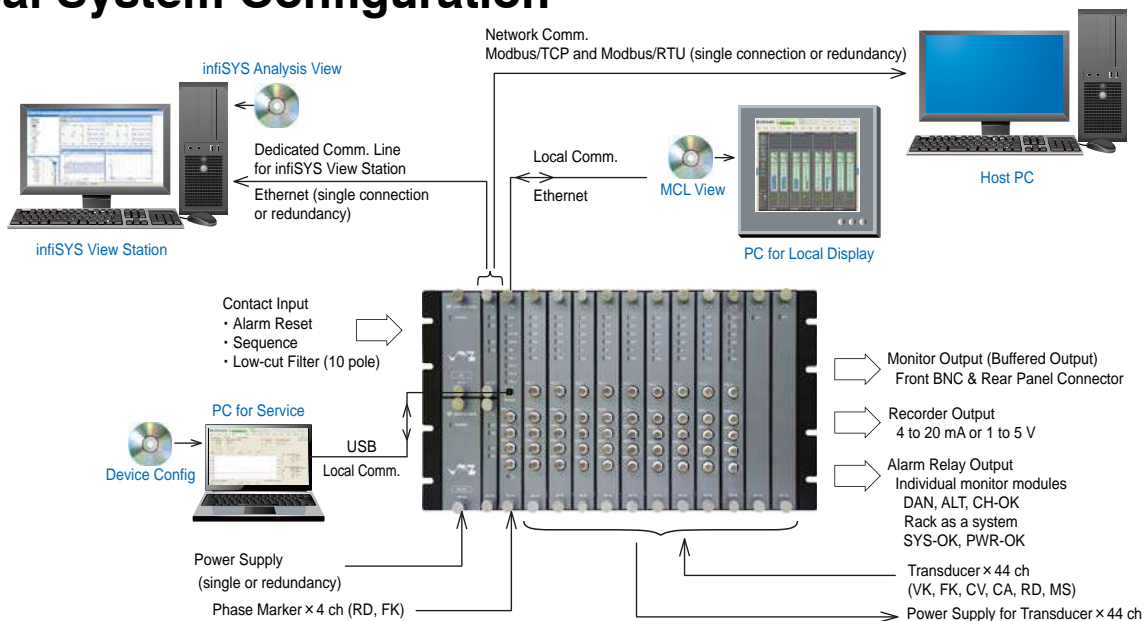 al System Configuration
Network Comm.
Modbus/TCP and Modbus/RTU (single connection or redundancy)
infiSYS Analysis View
Dedicated Comm. Line
for infiSYS View Station
Ethernet (single connection
or redundancy)
infiSYS View Station
Local Comm.
Ethernet
MCL View
PC for Local Display
Host PC
Contact Input
・Alarm Reset
・Sequence
・Low-cut Filter (10 pole)
PC for Service
Device Config
USB
Local Comm.
Monitor Output (Buffered Output)
Front BNC & Rear Panel Connector
Recorder Output
4 to 20 mA or 1 to 5 V
Alarm Relay Output
Individual monitor modules
DAN, ALT, CH-OK
Rack as a system
SYS-OK, PWR-OK
Power Supply
(single or redundancy)
Phase Marker×4 ch (RD, FK)
Transducer×44 ch
(VK, FK, CV, CA, RD, MS)
Power Supply for Transducer×44 ch